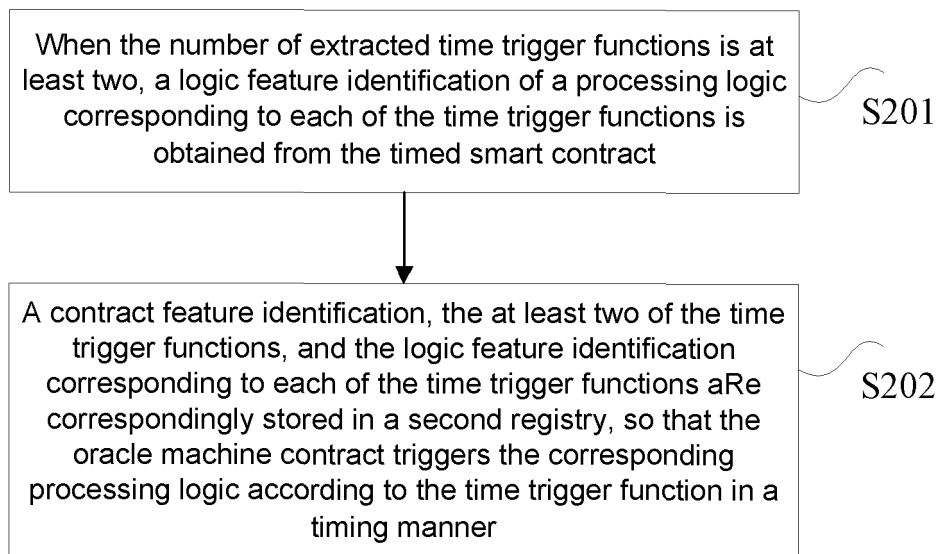 When the number of extracted time trigger functions is at
least two, a logic feature identification of a processing logic
corresponding to each of the time trigger functions is
obtained from the timed smart contract
S201
A contract feature identification, the at least two of the time
trigger functions, and the logic feature identification
corresponding to each of the time trigger functions aRe
correspondingly stored in a second registry, so that the
oracle machine contract triggers the corresponding
processing logic according to the time trigger function in a
timing manner
S202